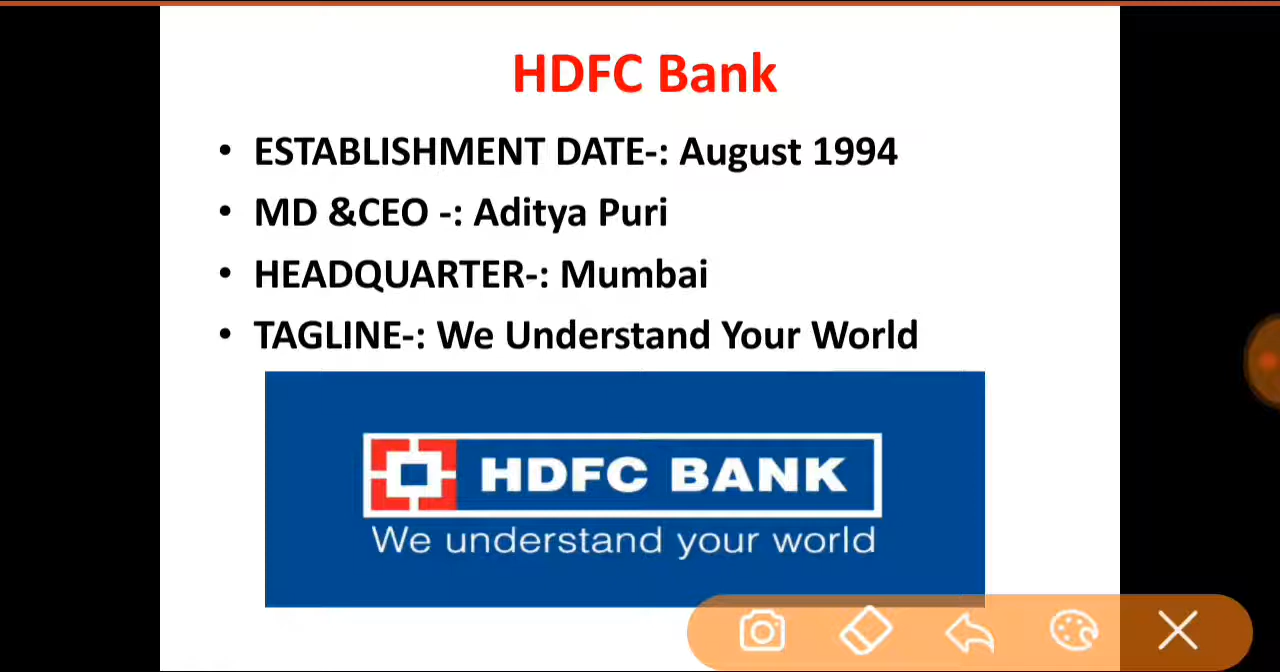 HDFC Bank
• ESTABLISHMENT DATE-: August 1994
• MD &CEO -: Aditya Puri
• HEADQUARTER-: Mumbai
• TAGLINE-: We Understand Your World
HDFC BANK
We understand your world